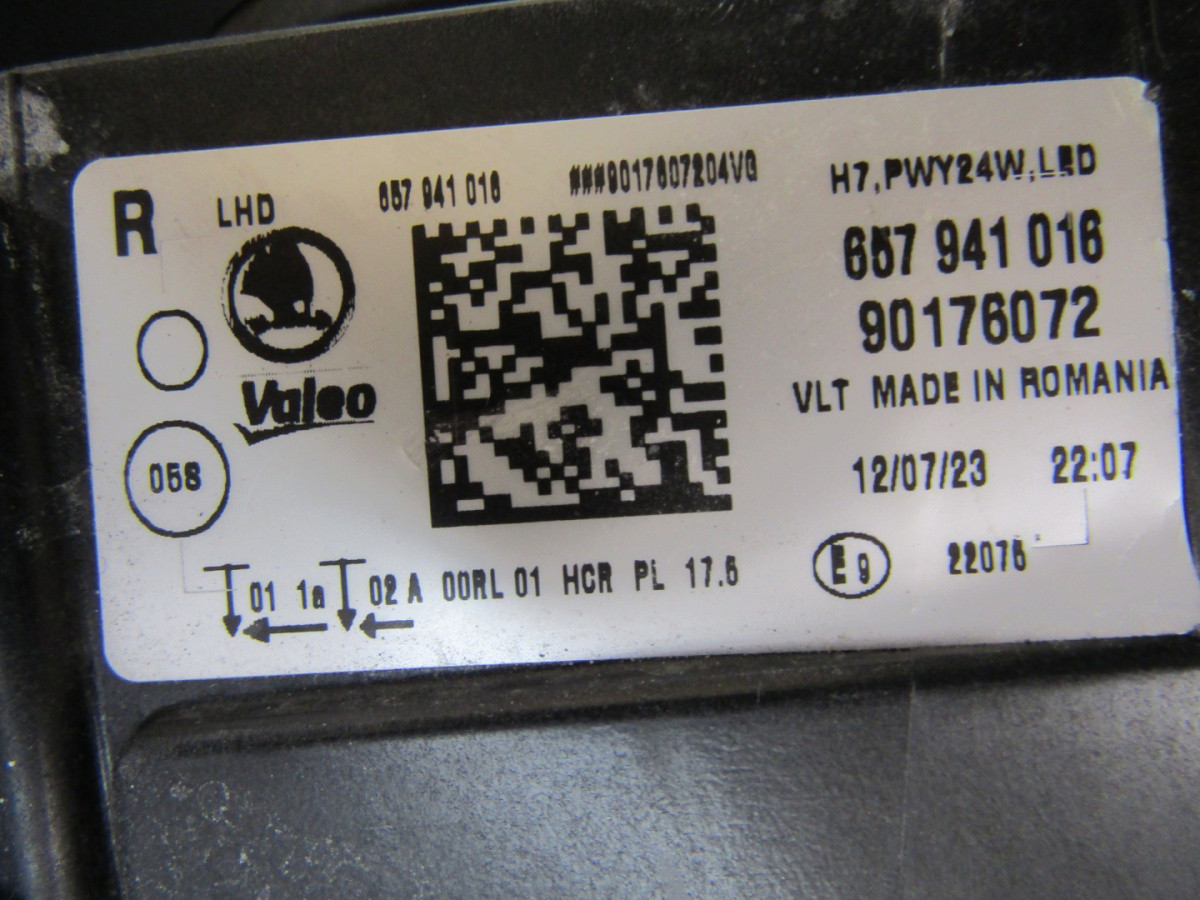 R
LHD
657 941 016
###9017607204VG
H7,PWY24W,LED
657 941 016
90176072
Valeo
VLT MADE IN ROMANIA
058
12/07/23 22:07
01 1a 02 A 00RL 01 HCR PL 17.5
E9
22075